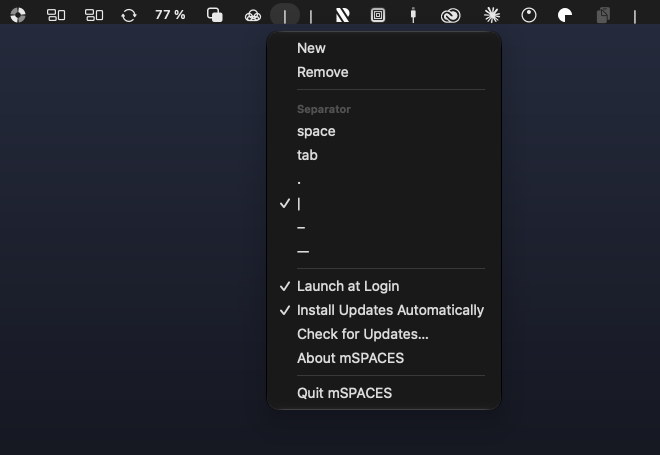 77 %
|
|
|
New
Remove
Separator
space
tab
.
|
–
—
Launch at Login
Install Updates Automatically
Check for Updates...
About mSPACES
Quit mSPACES